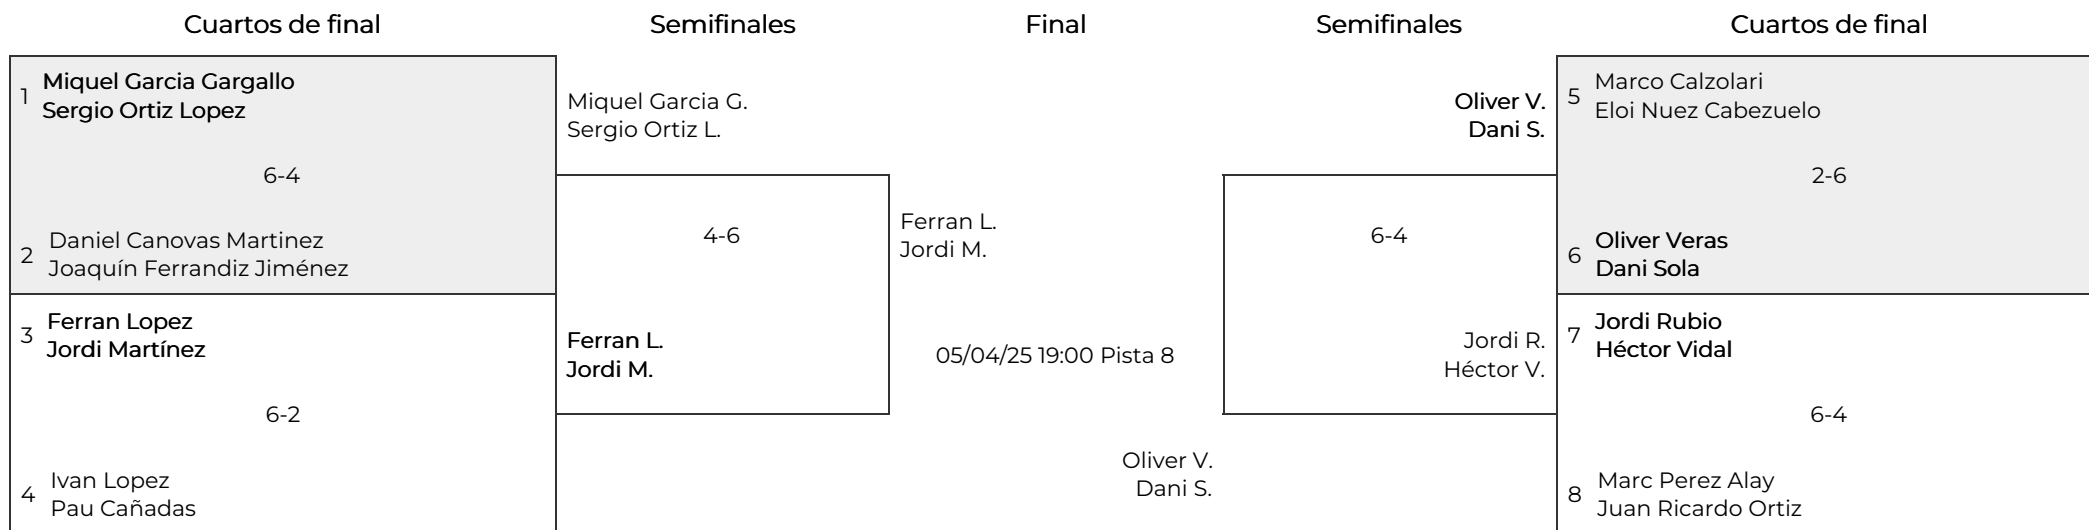 Cuartos de final
Semifinales
Final
Semifinales
Cuartos de final
1
Miquel Garcia Gargallo
Sergio Ortiz Lopez
6-4
2
Daniel Canovas Martinez
Joaquín Ferrandiz Jiménez
3
Ferran Lopez
Jordi Martínez
6-2
4
Ivan Lopez
Pau Cañadas
Miquel Garcia G.
Sergio Ortiz L.
4-6
Ferran L.
Jordi M.
Ferran L.
Jordi M.
05/04/25 19:00 Pista 8
Oliver V.
Dani S.
Oliver V.
Dani S.
6-4
Jordi R.
Héctor V.
5
Marco Calzolari
Eloi Nuez Cabezuelo
2-6
6
Oliver Veras
Dani Sola
7
Jordi Rubio
Héctor Vidal
6-4
8
Marc Perez Alay
Juan Ricardo Ortiz